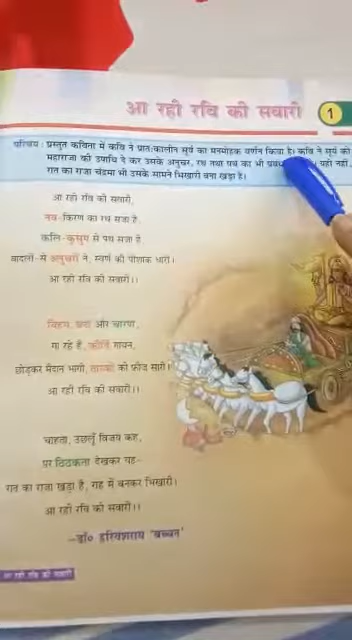 आ रही रवि की सवारी
1
परिचय : प्रस्तुत कविता में कवि ने प्रातःकालीन सूर्य का मनमोहक वर्णन किया है। कवि ने सूर्य को
महाराजा की उपाधि दे कर उसके अनुचर, रथ तथा पथ का भी यही नहीं,
रात का राजा चंद्रमा भी उसके सामने भिखारी बना खड़ा है।
आ रही रवि की सवारी,
नव-किरण का रथ सजा है,
कलि-कुसुम से पथ सजा है
बादलों-से अनुचरों ने, स्वर्ण की पोशाक धारी।
आ रही रवि की सवारी।।
विहग, बंदी और चारण,
गा रहे हैं, कीर्ति गायन,
छोड़कर मैदान भागी, तारकों की फ़ौज सारी।
आ रही रवि की सवारी।।
चाहता, उछलूँ विजय कह,
पर ठिठकता देखकर यह-
रात का राजा खड़ा है, राह में बनकर भिखारी।
आ रही रवि की सवारी।।
-डॉ० हरिवंशराय 'बच्चन'
आ रही रवि की सवारी